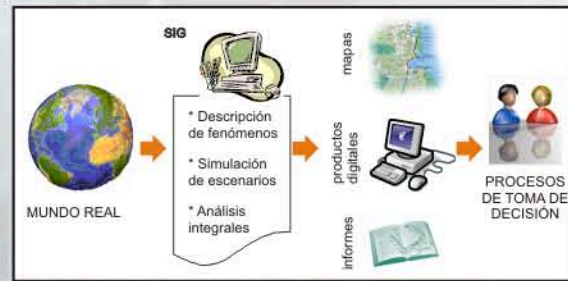 SIG
MUNDO REAL
* Descripción
de fenómenos
* Simulación
de escenarios
* Análisis
integrales
mapas
productos
digitales
informes
PROCESOS
DE TOMA DE
DECISIÓN